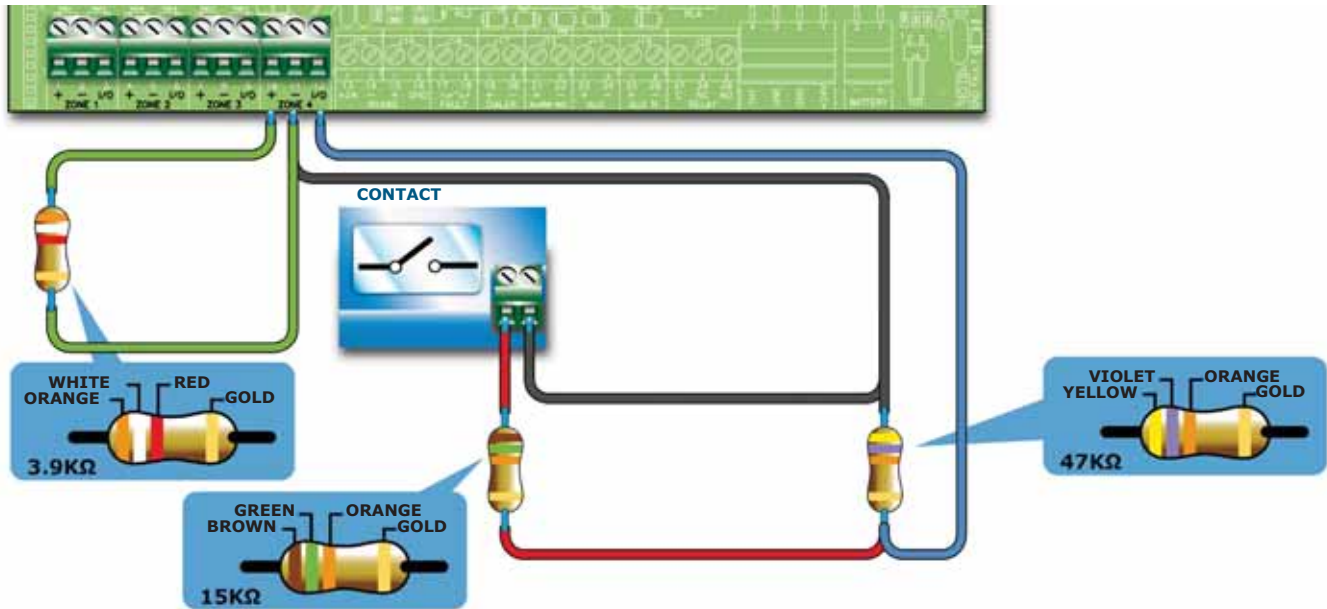 + – I/O + – I/O + – I/O + – I/O
ZONE 1 ZONE 2 ZONE 3 ZONE 4
BATTERY
CONTACT
WHITE RED
ORANGE GOLD
3.9KΩ
VIOLET ORANGE
YELLOW GOLD
47KΩ
GREEN ORANGE
BROWN GOLD
15KΩ